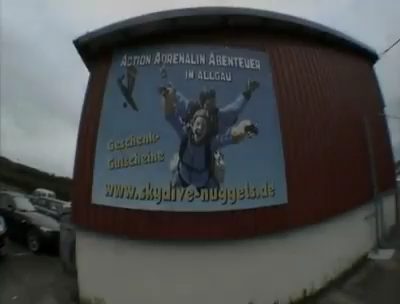 ACTION ADRENALIN ABENTEUER
IM ALLGÄU
Geschenk-
Gutscheine
www.skydive-nuggets.de